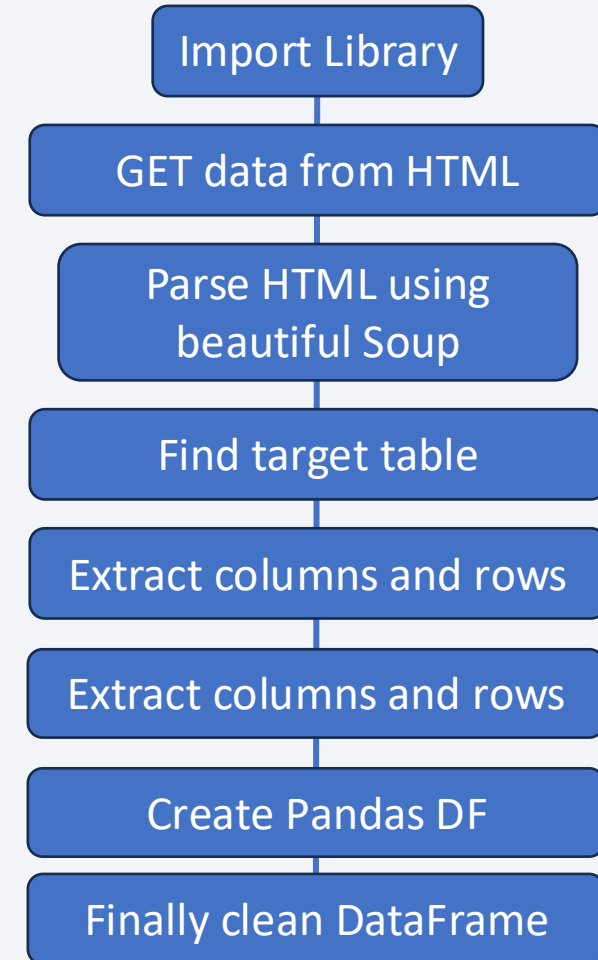 Import Library
GET data from HTML
Parse HTML using
beautiful Soup
Find target table
Extract columns and rows
Extract columns and rows
Create Pandas DF
Finally clean DataFrame